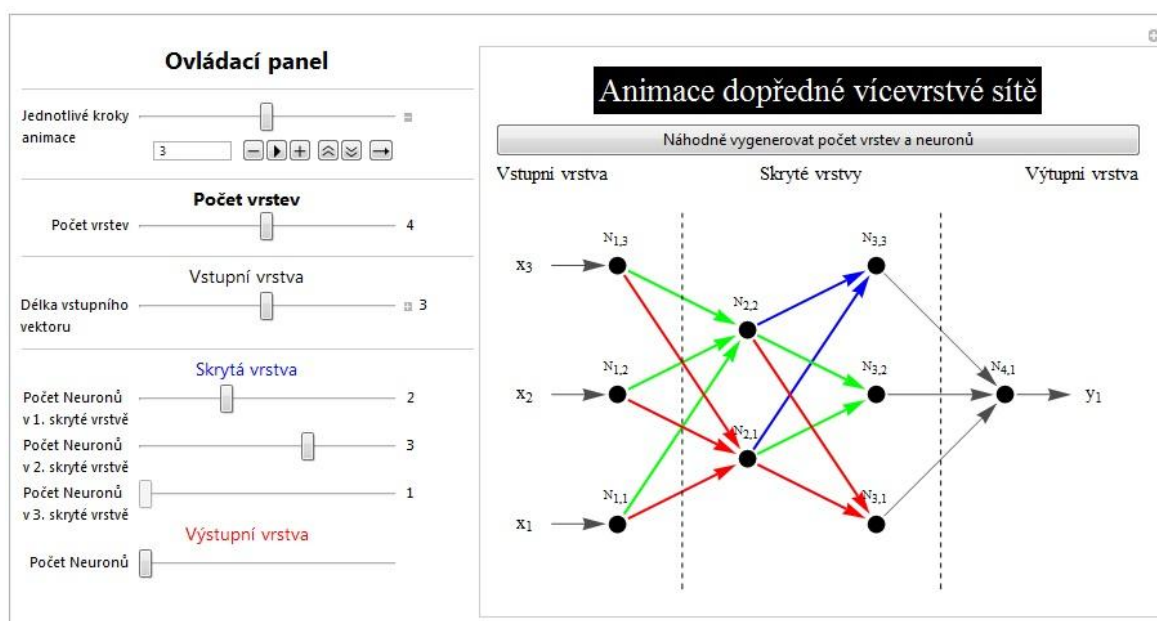 Ovládací panel
Jednotlivé kroky
animace
3
Počet vrstev
Počet vrstev 4
Vstupní vrstva
Délka vstupního
vektoru 3
Skrytá vrstva
Počet Neuronů
v 1. skryté vrstvě 2
Počet Neuronů
v 2. skryté vrstvě 3
Počet Neuronů
v 3. skryté vrstvě 1
Výstupní vrstva
Počet Neuronů
Animace dopředné vícevrstvé sítě
Náhodně vygenerovat počet vrstev a neuronů
Vstupni vrstva Skryté vrstvy Výtupni vrstva
N1,3 N3,3
x3
N2,2
N1,2 N3,2 N4,1
x2 y1
N2,1
N1,1 N3,1
x1